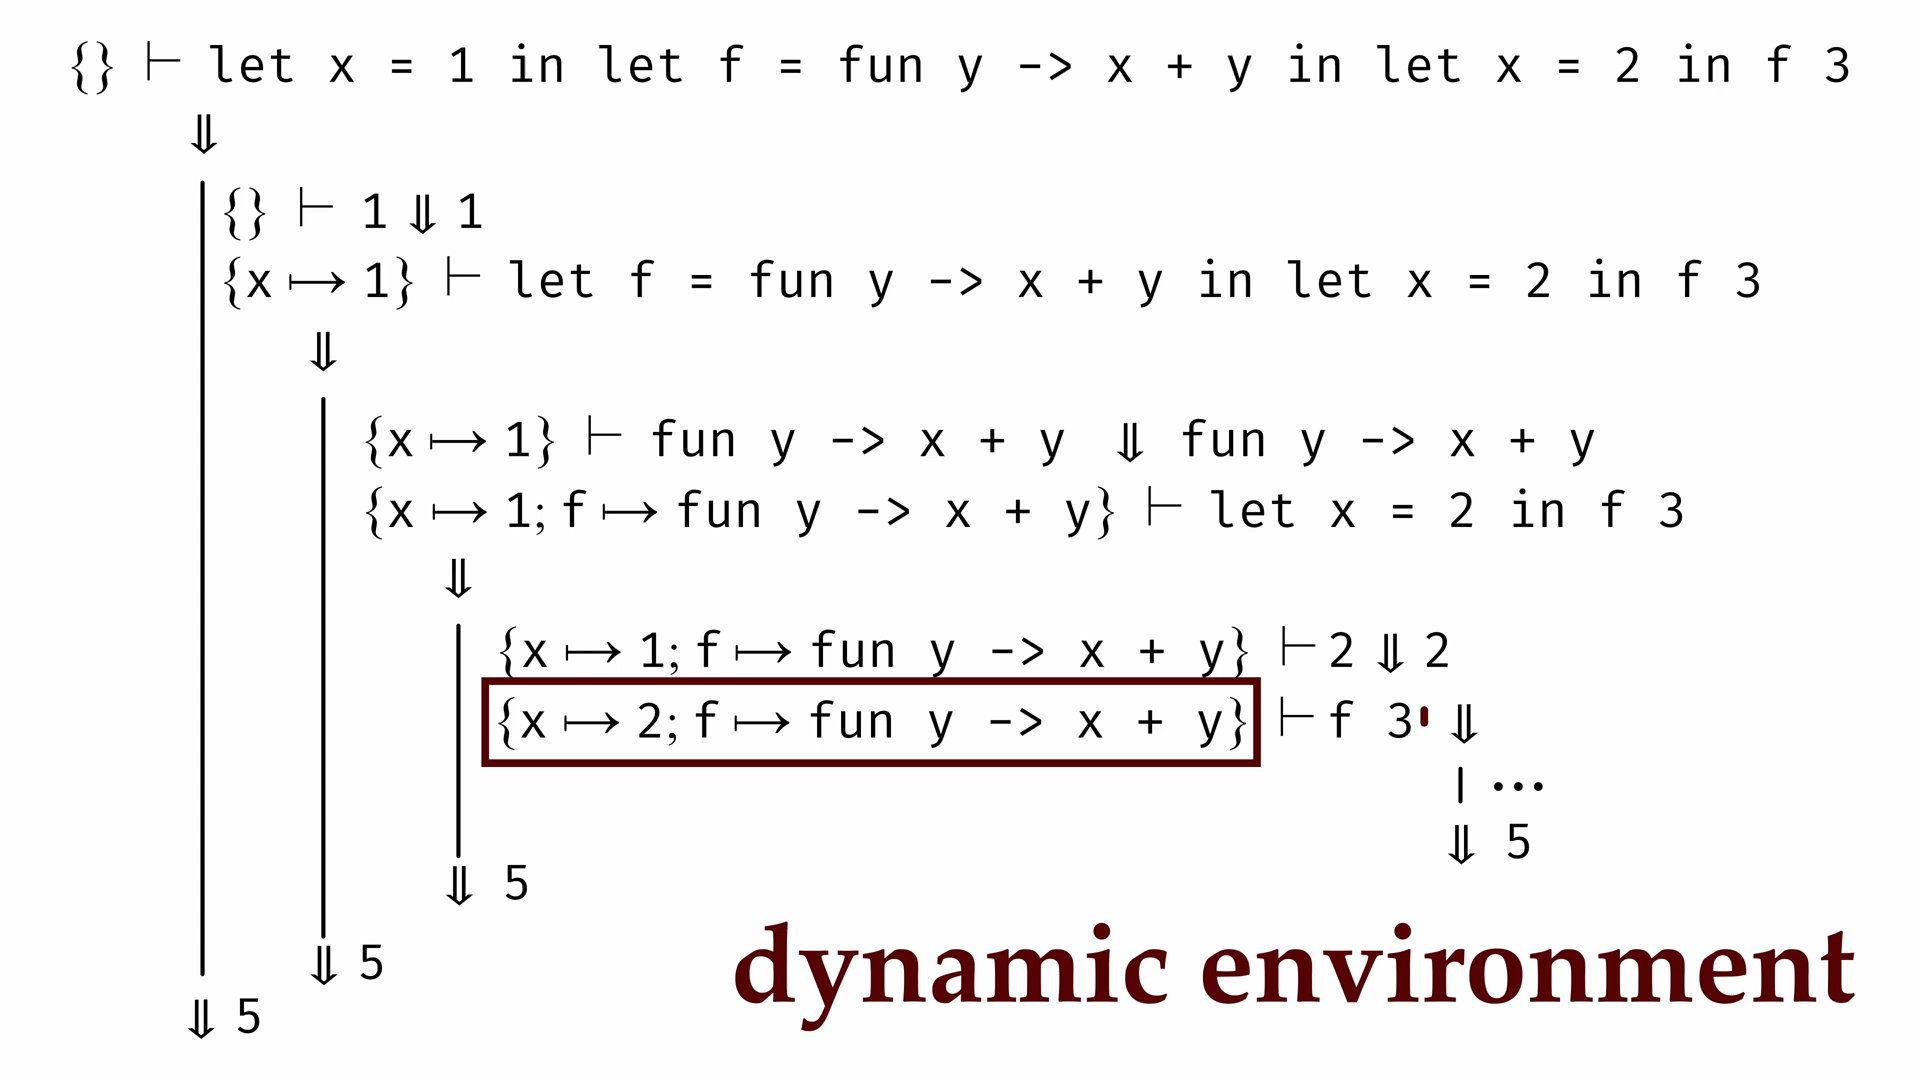 {} ⊢ let x = 1 in let f = fun y -> x + y in let x = 2 in f 3
⇓
{} ⊢ 1 ⇓ 1
{x ⟼ 1} ⊢ let f = fun y -> x + y in let x = 2 in f 3
⇓
{x ⟼ 1} ⊢ fun y -> x + y ⇓ fun y -> x + y
{x ⟼ 1; f ⟼ fun y -> x + y} ⊢ let x = 2 in f 3
⇓
{x ⟼ 1; f ⟼ fun y -> x + y} ⊢ 2 ⇓ 2
{x ⟼ 2; f ⟼ fun y -> x + y} ⊢ f 3 ⇓
...
⇓ 5
⇓ 5
⇓ 5
⇓ 5
dynamic environment